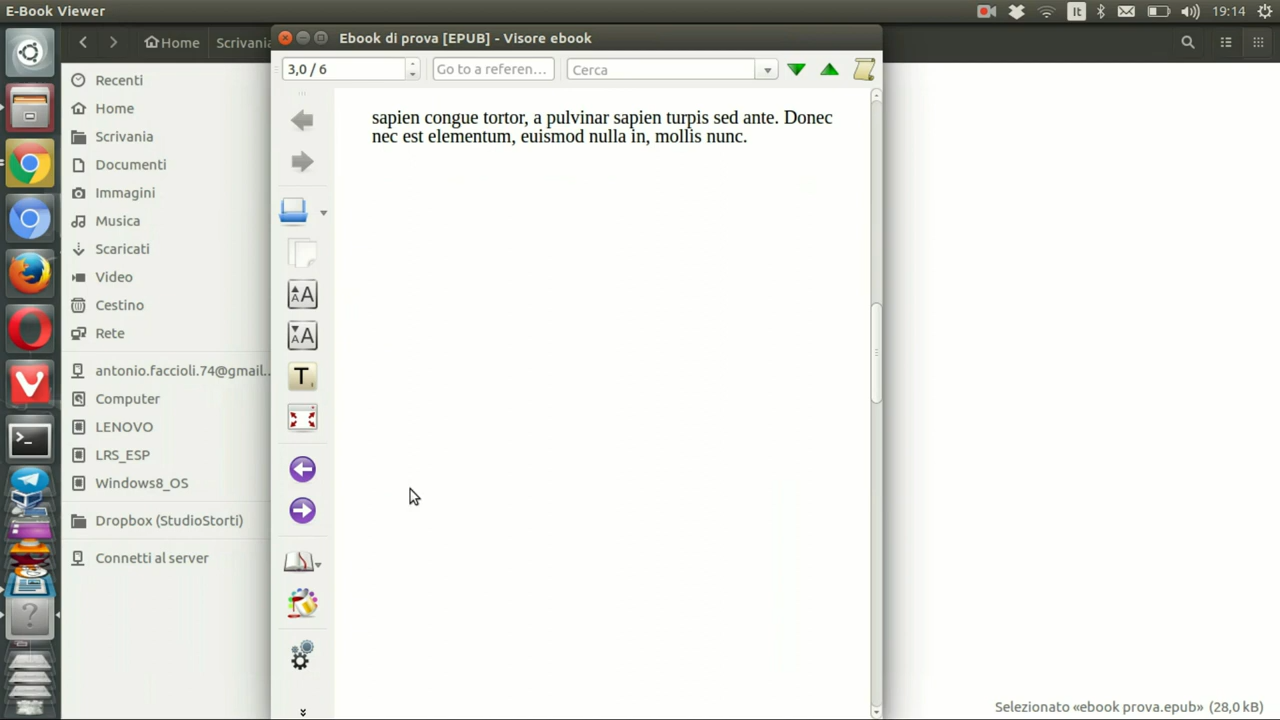 E-Book Viewer
It
19:14
Home
Scrivania
Ebook di prova [EPUB] - Visore ebook
3,0 / 6
Go to a referen...
Cerca
Recenti
Home
Scrivania
Documenti
Immagini
Musica
Scaricati
Video
Cestino
Rete
antonio.faccioli.74@gmail...
Computer
LENOVO
LRS_ESP
Windows8_OS
Dropbox (StudioStorti)
Connetti al server
sapien congue tortor, a pulvinar sapien turpis sed ante. Donec
nec est elementum, euismod nulla in, mollis nunc.
Selezionato «ebook prova.epub» (28,0 kB)